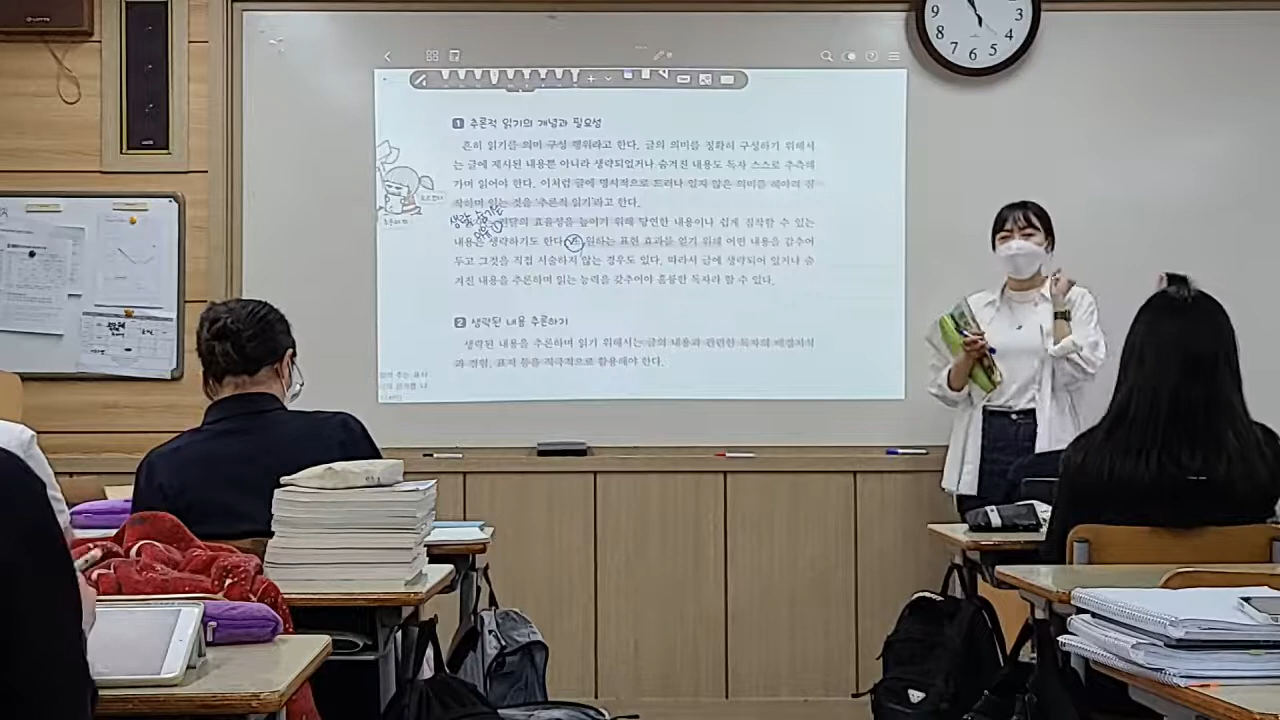 1 추론적 읽기의 개념과 필요성
흔히 읽기를 의미 구성 행위라고 한다. 글의 의미를 정확히 구성하기 위해서
는 글에 제시된 내용뿐 아니라 생략되었거나 숨겨진 내용도 독자 스스로 추측해
가며 읽어야 한다. 이처럼 글에 명시적으로 드러나 있지 않은 의미를 헤아려 짐
작하며 읽는 것을 '추론적 읽기'라고 한다.
전달의 효율성을 높이기 위해 당연한 내용이나 쉽게 짐작할 수 있는
내용은 생략하기도 한다. 원하는 표현 효과를 얻기 위해 어떤 내용을 감추어
두고 그것을 직접 서술하지 않는 경우도 있다. 따라서 글에 생략되어 있거나 숨
겨진 내용을 추론하며 읽는 능력을 갖추어야 훌륭한 독자라 할 수 있다.
2 생략된 내용 추론하기
생략된 내용을 추론하며 읽기 위해서는 글의 내용과 관련한 독자의 배경지식
과 경험, 표지 등을 적극적으로 활용해야 한다.
9 3
8 4
7 6 5